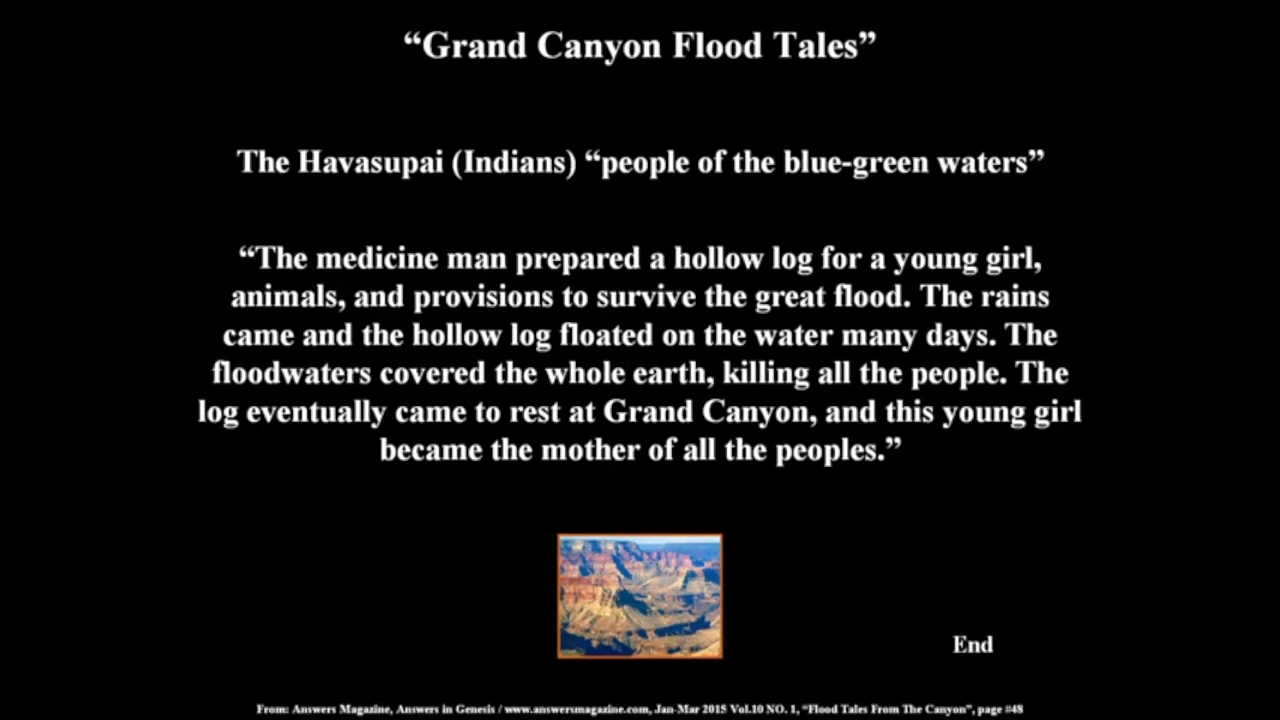 “Grand Canyon Flood Tales”
The Havasupai (Indians) “people of the blue-green waters”
“The medicine man prepared a hollow log for a young girl,
animals, and provisions to survive the great flood. The rains
came and the hollow log floated on the water many days. The
floodwaters covered the whole earth, killing all the people. The
log eventually came to rest at Grand Canyon, and this young girl
became the mother of all the peoples.”
End
From: Answers Magazine, Answers in Genesis / www.answersmagazine.com, Jan-Mar 2015 Vol.10 NO. 1, “Flood Tales From The Canyon”, page #48